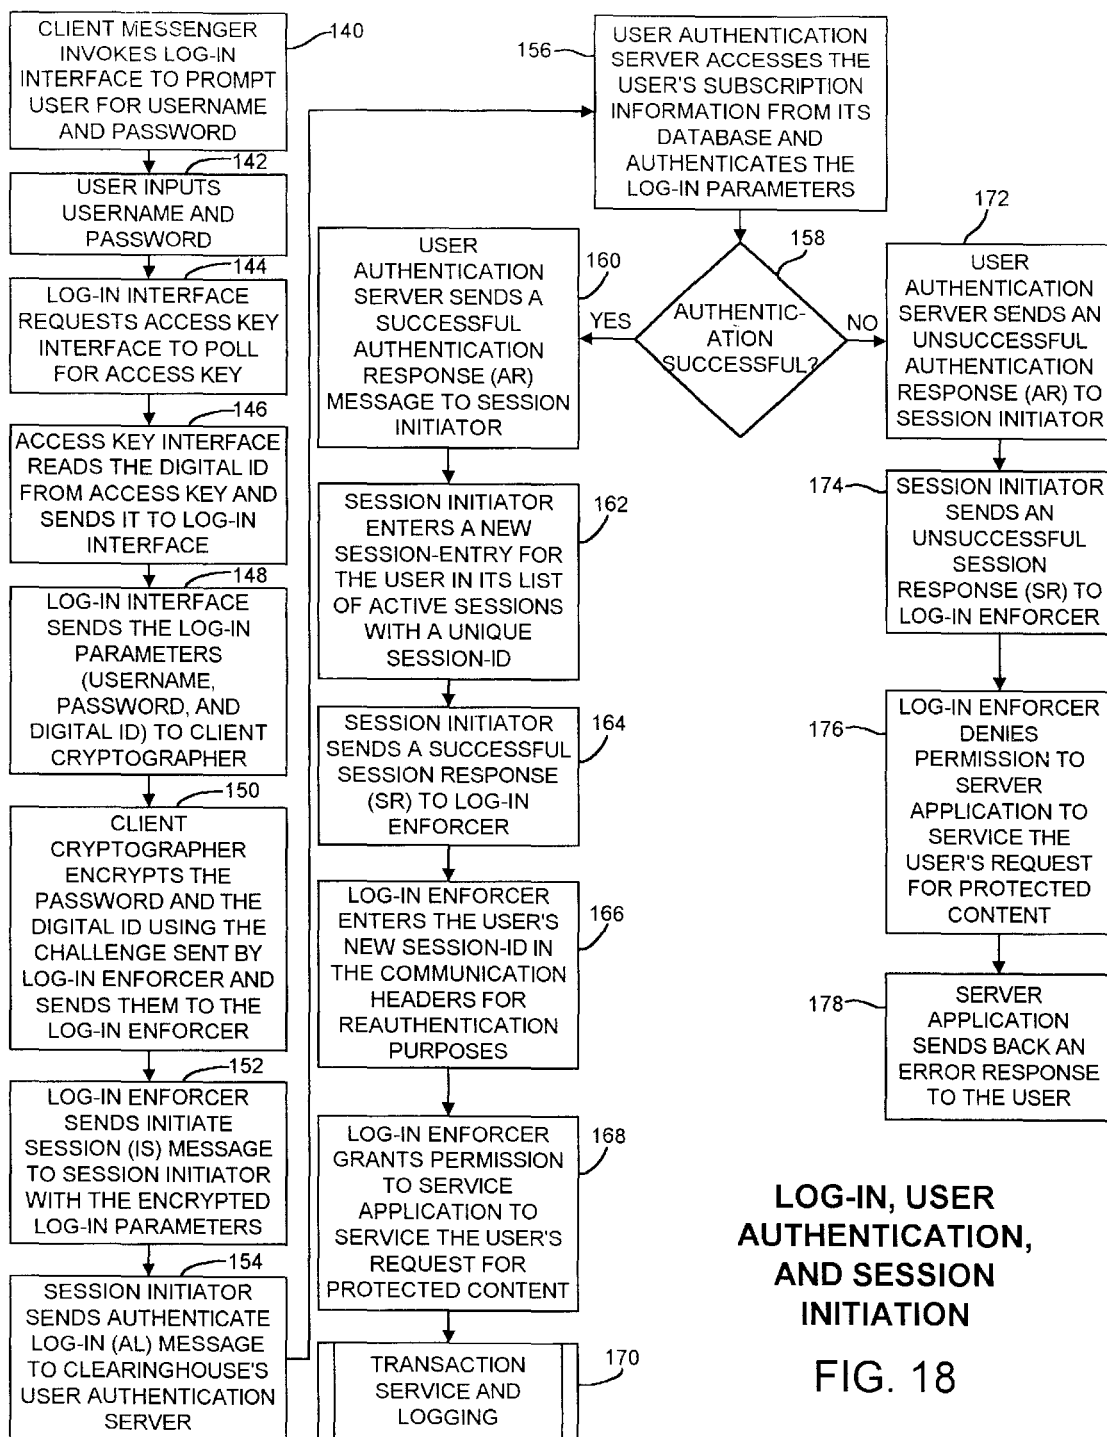 CLIENT MESSENGER
INVOKES LOG-IN
INTERFACE TO PROMPT
USER FOR USERNAME
AND PASSWORD
140
142
USER INPUTS
USERNAME AND
PASSWORD
144
LOG-IN INTERFACE
REQUESTS ACCESS KEY
INTERFACE TO POLL
FOR ACCESS KEY
146
ACCESS KEY INTERFACE
READS THE DIGITAL ID
FROM ACCESS KEY AND
SENDS IT TO LOG-IN
INTERFACE
148
LOG-IN INTERFACE
SENDS THE LOG-IN
PARAMETERS
(USERNAME,
PASSWORD, AND
DIGITAL ID) TO CLIENT
CRYPTOGRAPHER
150
CLIENT
CRYPTOGRAPHER
ENCRYPTS THE
PASSWORD AND THE
DIGITAL ID USING THE
CHALLENGE SENT BY
LOG-IN ENFORCER AND
SENDS THEM TO THE
LOG-IN ENFORCER
152
LOG-IN ENFORCER
SENDS INITIATE
SESSION (IS) MESSAGE
TO SESSION INITIATOR
WITH THE ENCRYPTED
LOG-IN PARAMETERS
154
SESSION INITIATOR
SENDS AUTHENTICATE
LOG-IN (AL) MESSAGE
TO CLEARINGHOUSE'S
USER AUTHENTICATION
SERVER
156
USER AUTHENTICATION
SERVER ACCESSES THE
USER'S SUBSCRIPTION
INFORMATION FROM ITS
DATABASE AND
AUTHENTICATES THE
LOG-IN PARAMETERS
158
AUTHENTIC-
ATION
SUCCESSFUL?
YES
NO
160
USER
AUTHENTICATION
SERVER SENDS A
SUCCESSFUL
AUTHENTICATION
RESPONSE (AR)
MESSAGE TO SESSION
INITIATOR
162
SESSION INITIATOR
ENTERS A NEW
SESSION-ENTRY FOR
THE USER IN ITS LIST
OF ACTIVE SESSIONS
WITH A UNIQUE
SESSION-ID
164
SESSION INITIATOR
SENDS A SUCCESSFUL
SESSION RESPONSE
(SR) TO LOG-IN
ENFORCER
166
LOG-IN ENFORCER
ENTERS THE USER'S
NEW SESSION-ID IN
THE COMMUNICATION
HEADERS FOR
REAUTHENTICATION
PURPOSES
168
LOG-IN ENFORCER
GRANTS PERMISSION
TO SERVICE
APPLICATION TO
SERVICE THE USER'S
REQUEST FOR
PROTECTED CONTENT
170
TRANSACTION
SERVICE AND
LOGGING
172
USER
AUTHENTICATION
SERVER SENDS AN
UNSUCCESSFUL
AUTHENTICATION
RESPONSE (AR) TO
SESSION INITIATOR
174
SESSION INITIATOR
SENDS AN
UNSUCCESSFUL
SESSION
RESPONSE (SR) TO
LOG-IN ENFORCER
176
LOG-IN ENFORCER
DENIES
PERMISSION TO
SERVER
APPLICATION TO
SERVICE THE
USER'S REQUEST
FOR PROTECTED
CONTENT
178
SERVER
APPLICATION
SENDS BACK AN
ERROR RESPONSE
TO THE USER
LOG-IN, USER
AUTHENTICATION,
AND SESSION
INITIATION
FIG. 18